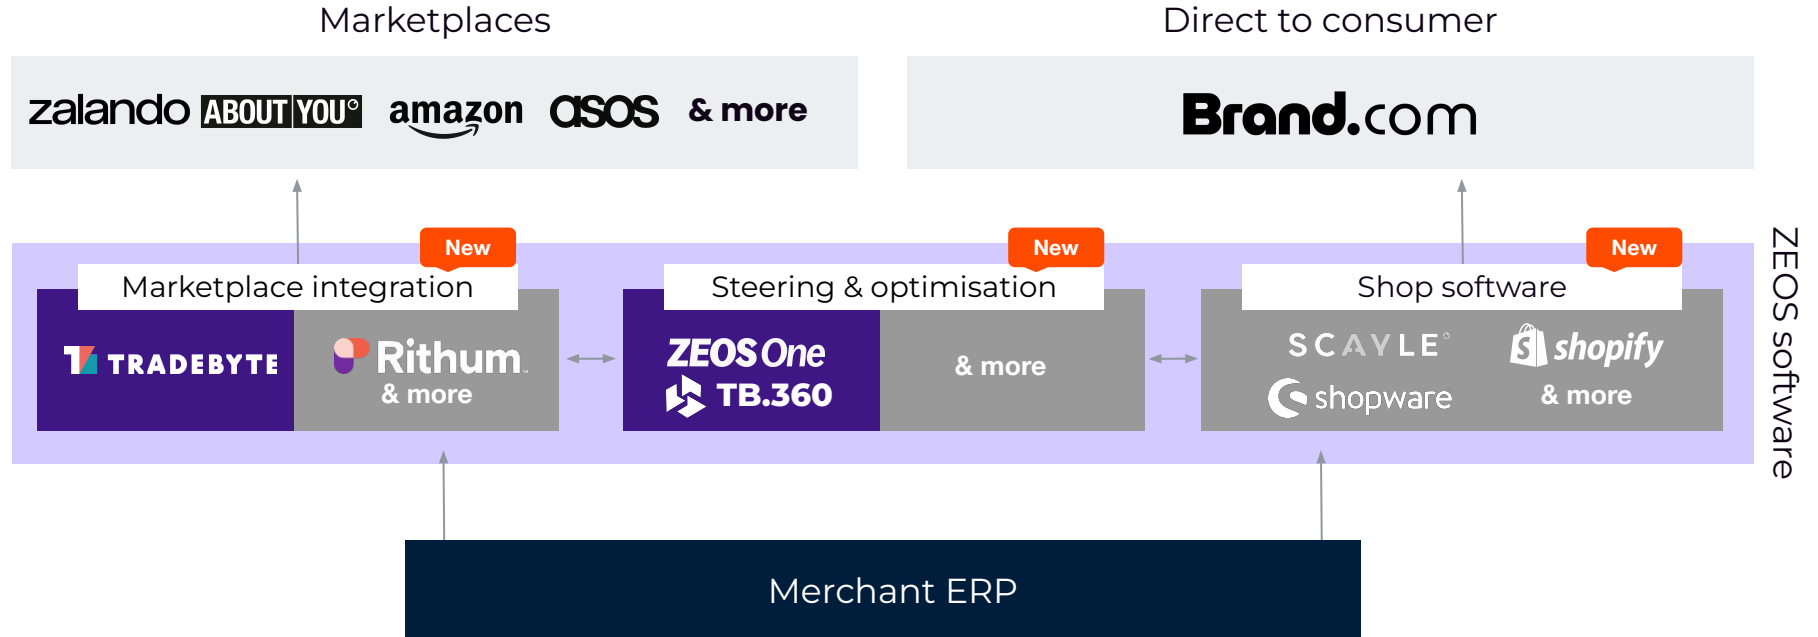 Marketplaces
Direct to consumer
zalando ABOUT YOU amazon asos & more
Brand.com
New
New
New
Marketplace integration
Steering & optimisation
Shop software
TRADEBYTE
Rithum
& more
ZEOS One
TB.360
& more
SCAYLE
shopify
shopware
& more
ZEOS software
Merchant ERP